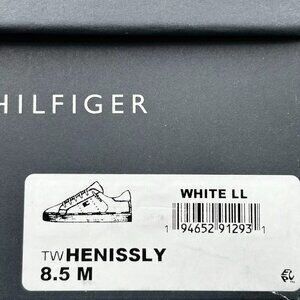 HILFIGER
WHITE LL
1 94652 91293 1
TWHENISSLY
8.5 M